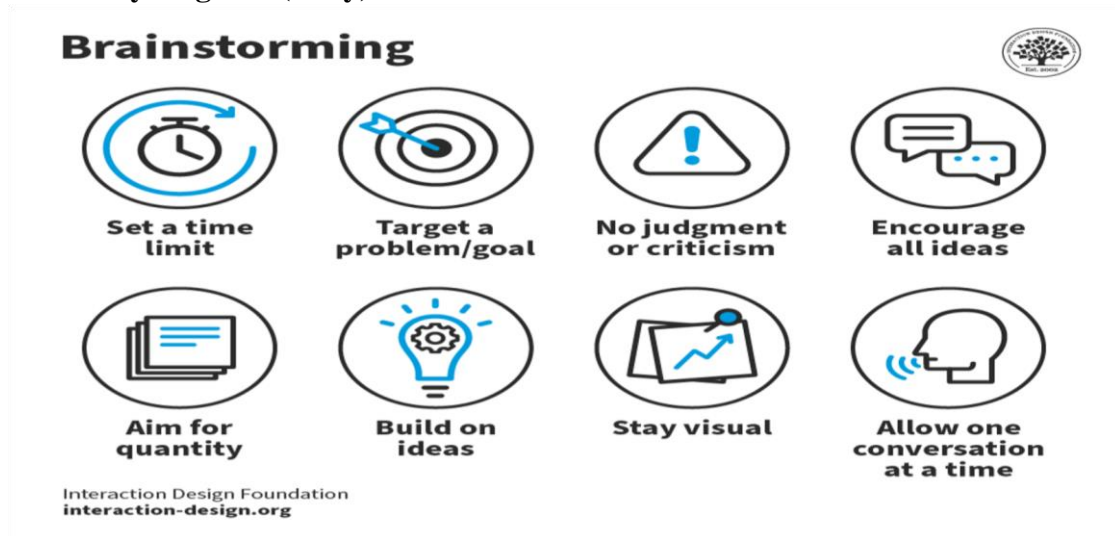 Brainstorming
Set a time
limit
Target a
problem/goal
No judgment
or criticism
Encourage
all ideas
Aim for
quantity
Build on
ideas
Stay visual
Allow one
conversation
at a time
Interaction Design Foundation
interaction-design.org